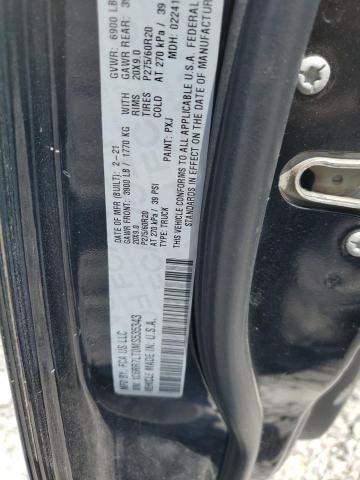 MFD. BY: FCA US LLC
DATE OF MFR (BUILT): 2-21
GVWR: 6900 LB
GAWR FRONT: 3900 LB / 1770 KG WITH
GAWR REAR:
20X9.0 RIMS
20X9.0
P275/60R20 TIRES
P275/60R20
AT 270 kPa / 39 PSI COLD
AT 270 kPa / 39
VEHICLE MADE IN: U.S.A.
TYPE: TRUCK
PAINT: PXJ
MDH: 02241
THIS VEHICLE CONFORMS TO ALL APPLICABLE U.S.A. FEDERAL
STANDARDS IN EFFECT ON THE DATE OF MANUFACTURE